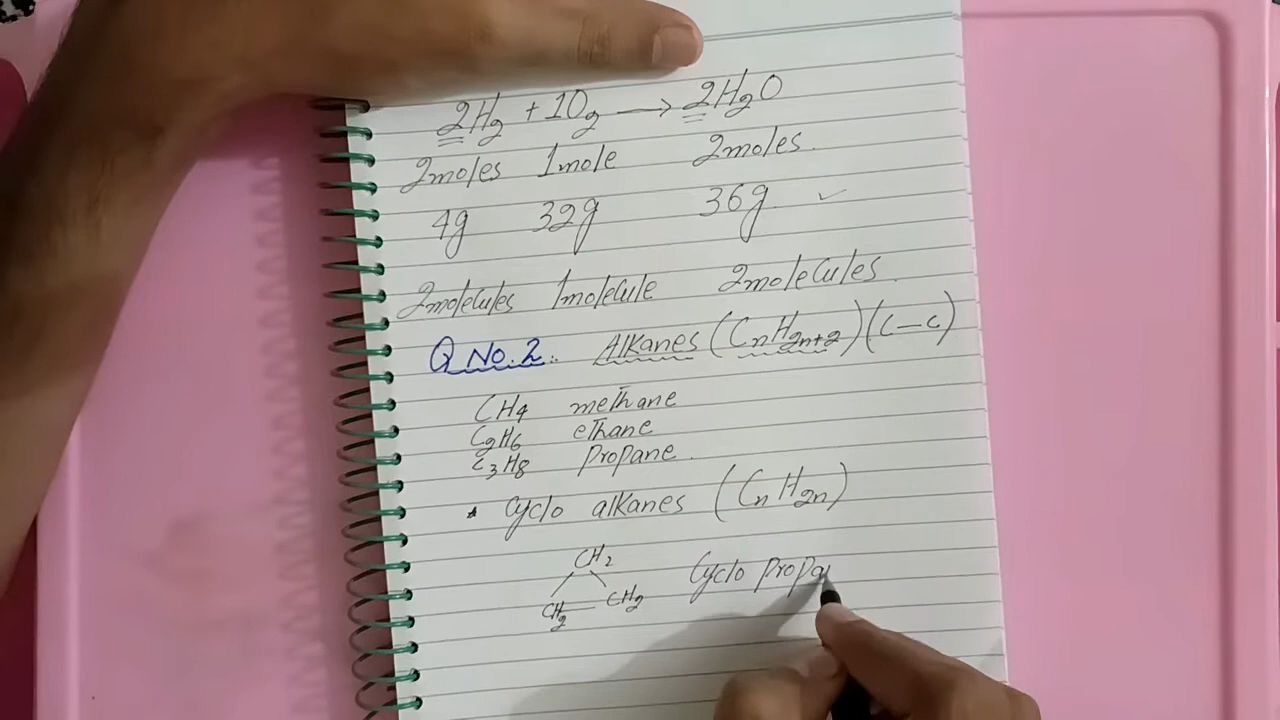 2H2 + 1O2 → 2H2O
2moles 1mole 2moles.
4g 32g 36g ✓
2molecules 1molecule 2molecules.
Q No.2.. Alkanes (CnH2n+2) (C–C)
CH4 methane
C2H6 ethane
C3H8 Propane.
Cyclo alkanes (CnH2n)
CH2
CH2 CH2 Cyclo Propa